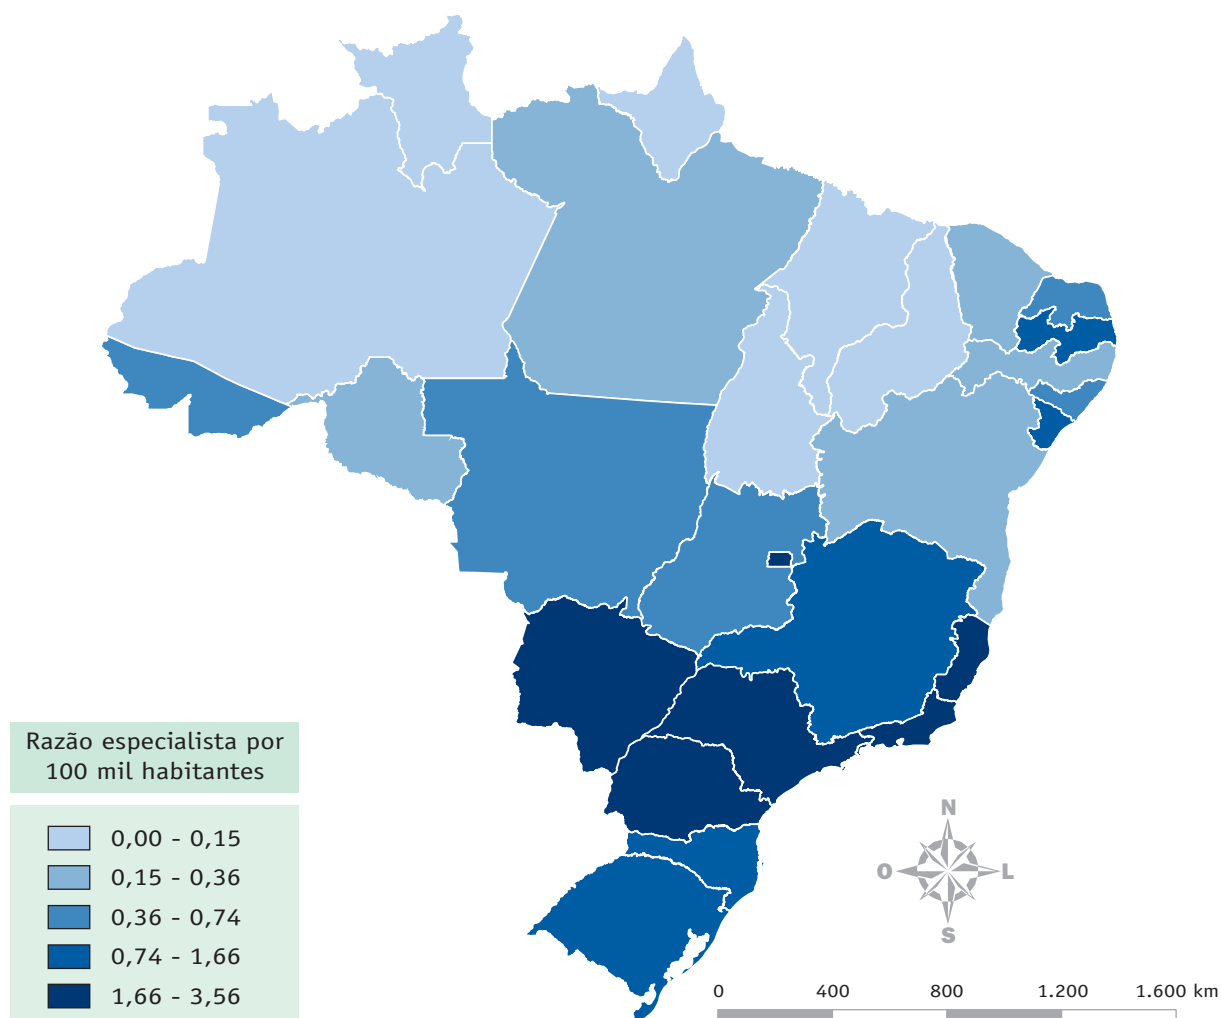 Razão especialista por
100 mil habitantes
0,00 - 0,15
0,15 - 0,36
0,36 - 0,74
0,74 - 1,66
1,66 - 3,56
N
O
L
S
0 400 800 1.200 1.600 km